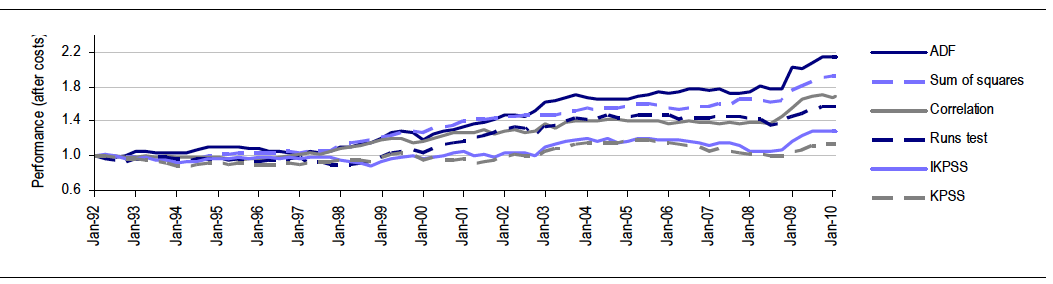 Performance (after costs)
2.2
1.8
1.4
1.0
0.6
Jan-92
Jan-93
Jan-94
Jan-95
Jan-96
Jan-97
Jan-98
Jan-99
Jan-00
Jan-01
Jan-02
Jan-03
Jan-04
Jan-05
Jan-06
Jan-07
Jan-08
Jan-09
Jan-10
ADF
Sum of squares
Correlation
Runs test
IKPSS
KPSS